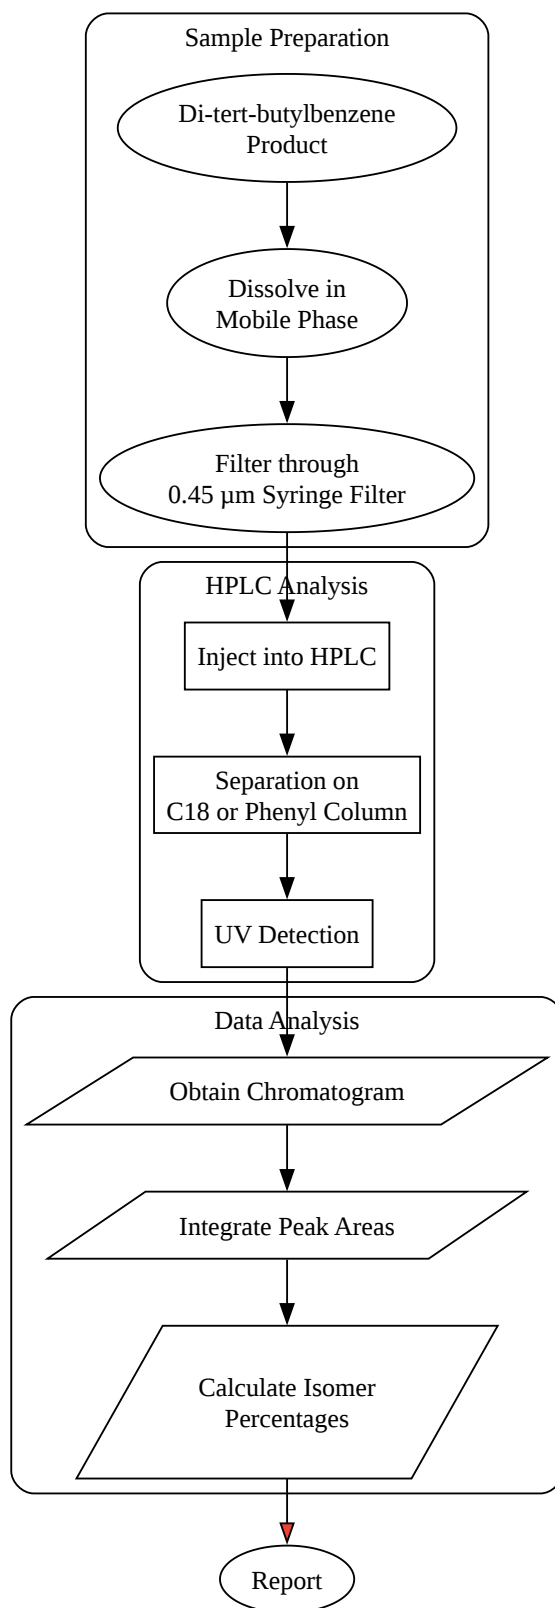 Sample Preparation
Di-tert-butylbenzene
Product
Dissolve in
Mobile Phase
Filter through
0.45 µm Syringe Filter
HPLC Analysis
Inject into HPLC
Separation on
C18 or Phenyl Column
UV Detection
Data Analysis
Obtain Chromatogram
Integrate Peak Areas
Calculate Isomer
Percentages
Report